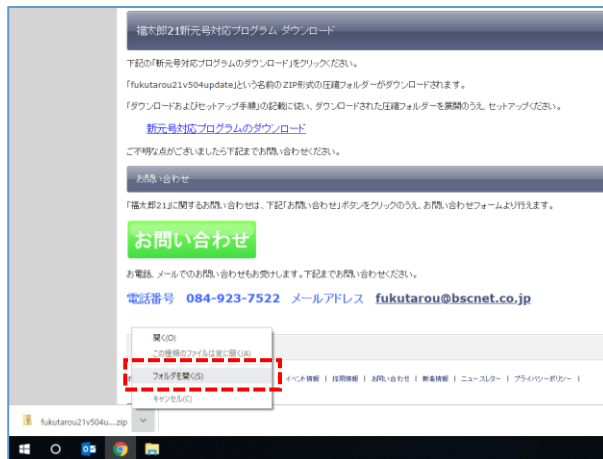 福太郎21新元号対応プログラム ダウンロード
下記の「新元号対応プログラムのダウンロード」をクリックください。
「fukutarou21v504update」という名前のZIP形式の圧縮フォルダーがダウンロードされます。
「ダウンロードおよびセットアップ手順」の記載に従い、ダウンロードされた圧縮フォルダーを展開のうえ、セットアップください。
新元号対応プログラムのダウンロード
ご不明な点がございましたら下記までお問い合わせください。
お問い合わせ
「福太郎21」に関するお問い合わせは、下記「お問い合わせ」ボタンをクリックのうえ、お問い合わせフォームより行えます。
お問い合わせ
お電話、メールでのお問い合わせもお受けします。下記までお問い合わせください。
電話番号 084-923-7522 メールアドレス fukutarou@bscnet.co.jp
開く(O)
この種類のファイルは常に開く(A)
フォルダを開く(S)
イベント情報 | 採用情報 | お問い合わせ | 新着情報 | ニュースレター | プライバシーポリシー |
キャンセル(C)
fukutarou21v504u....zip